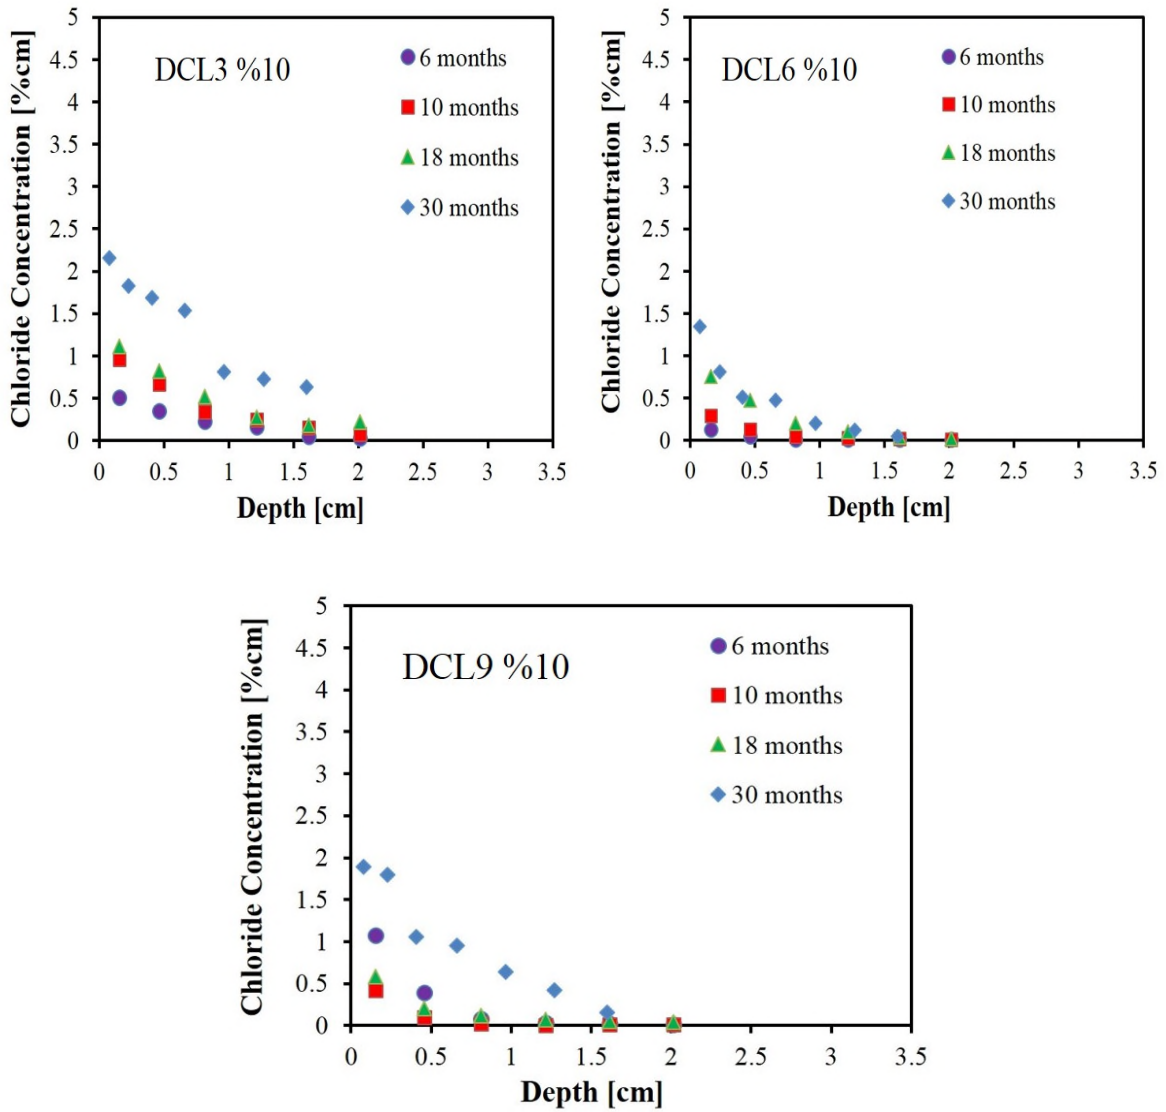 DCL3 %10
6 months
10 months
18 months
30 months
Chloride Concentration [%cm]
5
4.5
4
3.5
3
2.5
2
1.5
1
0.5
0
0 0.5 1 1.5 2 2.5 3 3.5
Depth [cm]
DCL6 %10
6 months
10 months
18 months
30 months
Chloride Concentration [%cm]
5
4.5
4
3.5
3
2.5
2
1.5
1
0.5
0
0 0.5 1 1.5 2 2.5 3 3.5
Depth [cm]
DCL9 %10
6 months
10 months
18 months
30 months
Chloride Concentration [%cm]
5
4.5
4
3.5
3
2.5
2
1.5
1
0.5
0
0 0.5 1 1.5 2 2.5 3 3.5
Depth [cm]